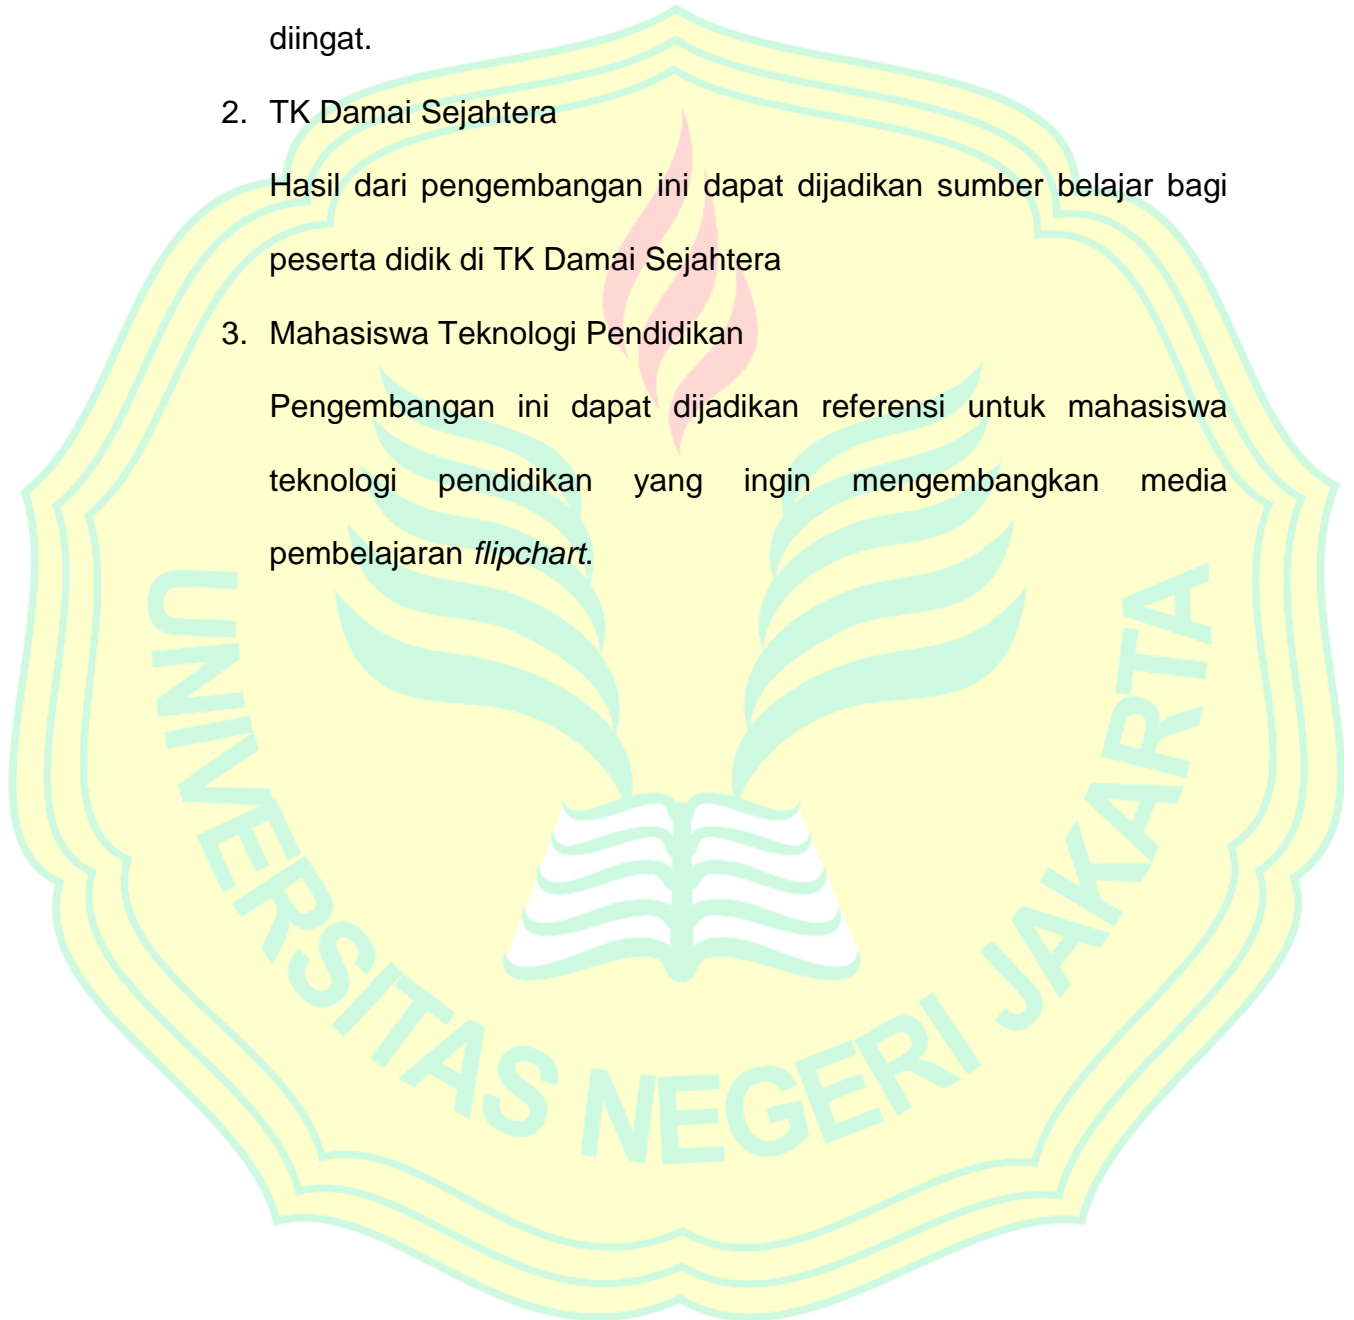 diingat.
2. TK Damai Sejahtera
Hasil dari pengembangan ini dapat dijadikan sumber belajar bagi
peserta didik di TK Damai Sejahtera
3. Mahasiswa Teknologi Pendidikan
Pengembangan ini dapat dijadikan referensi untuk mahasiswa
teknologi pendidikan yang ingin mengembangkan media
pembelajaran flipchart.
UNIVERSITAS NEGERI JAKARTA